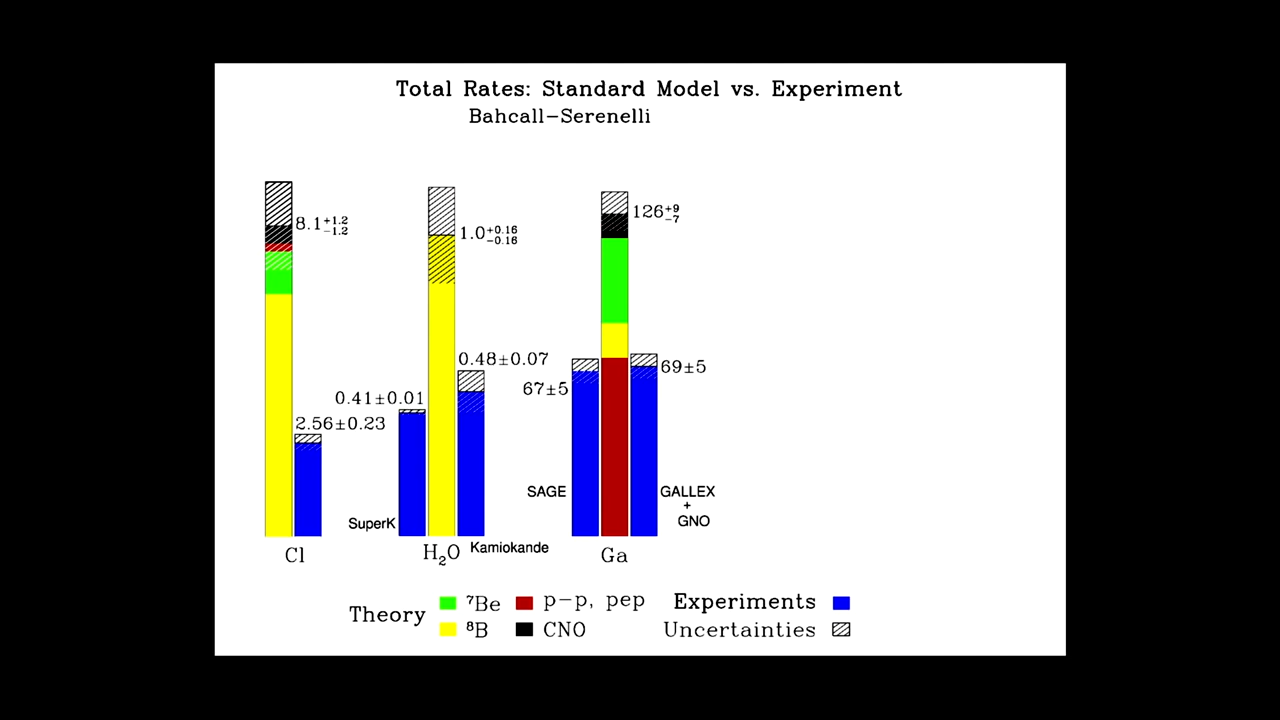 Total Rates: Standard Model vs. Experiment
Bahcall−Serenelli
8.1+1.2−1.2
1.0+0.16−0.16
126+9−7
0.48±0.07
0.41±0.01
2.56±0.23
67±5
69±5
SuperK
SAGE
GALLEX
+
GNO
Kamiokande
Cl
H₂O
Ga
Theory
⁷Be
p−p, pep
Experiments
⁸B
CNO
Uncertainties